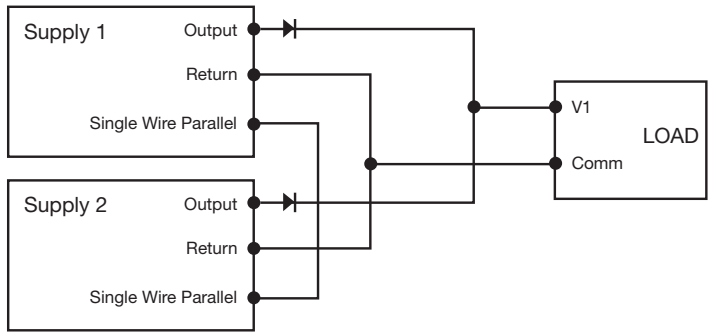 Supply 1
Output
Return
Single Wire Parallel
Supply 2
Output
Return
Single Wire Parallel
V1
LOAD
Comm